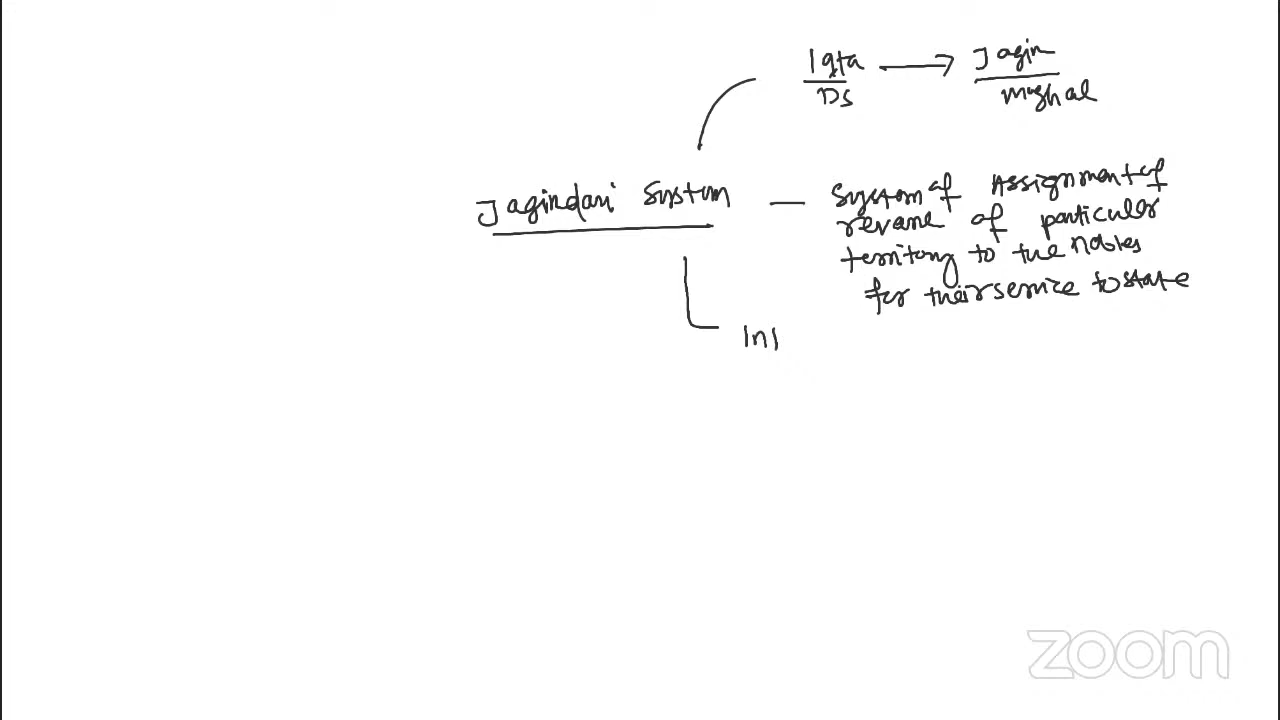 Iqta → Jagir
DS Mughal
Jagirdari System — System of Assignment of
revenue of particular
territory to the nobles
for their service to state
In
zoom